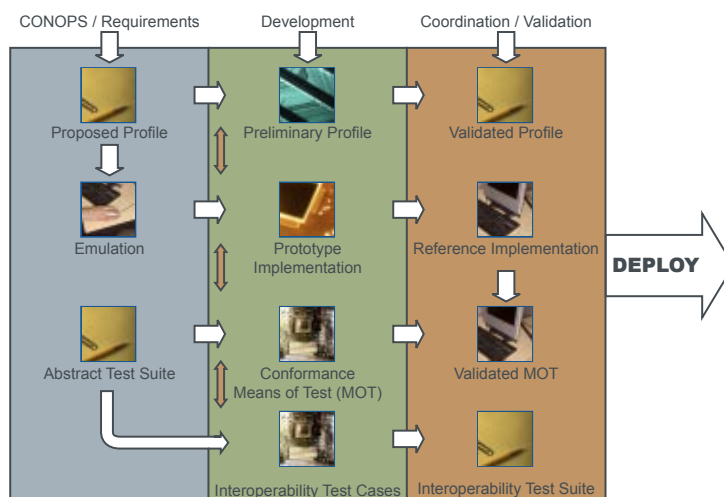 CONOPS / Requirements
Development
Coordination / Validation
Proposed Profile
Preliminary Profile
Validated Profile
Emulation
Prototype
Implementation
Reference Implementation
DEPLOY
Abstract Test Suite
Conformance
Means of Test (MOT)
Validated MOT
Interoperability Test Cases
Interoperability Test Suite